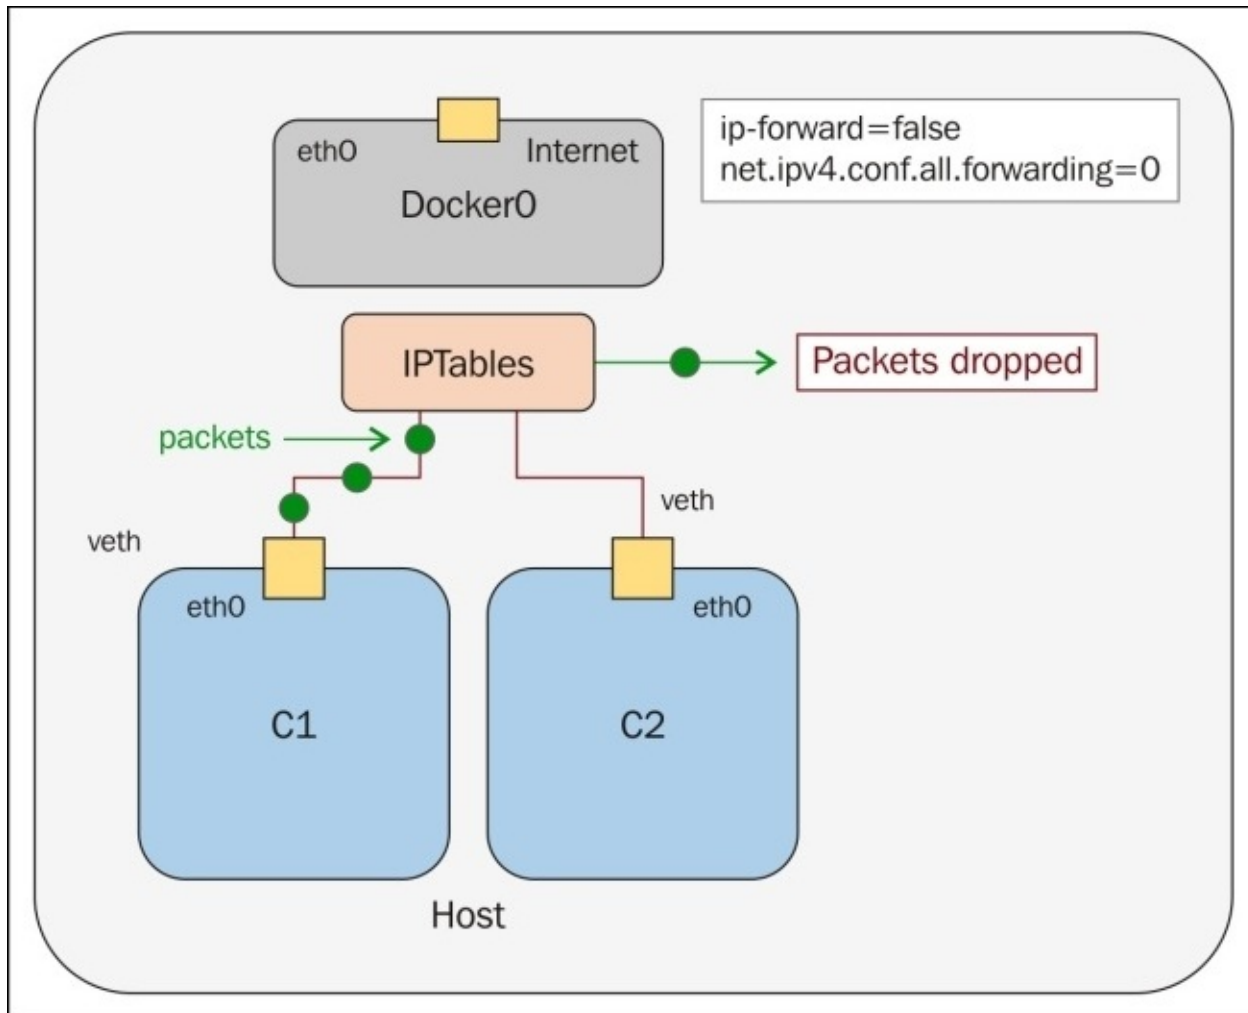 eth0
Internet
Docker0
ip-forward=false
net.ipv4.conf.all.forwarding=0
IPTables
Packets dropped
packets
veth
veth
eth0
eth0
C1
C2
Host